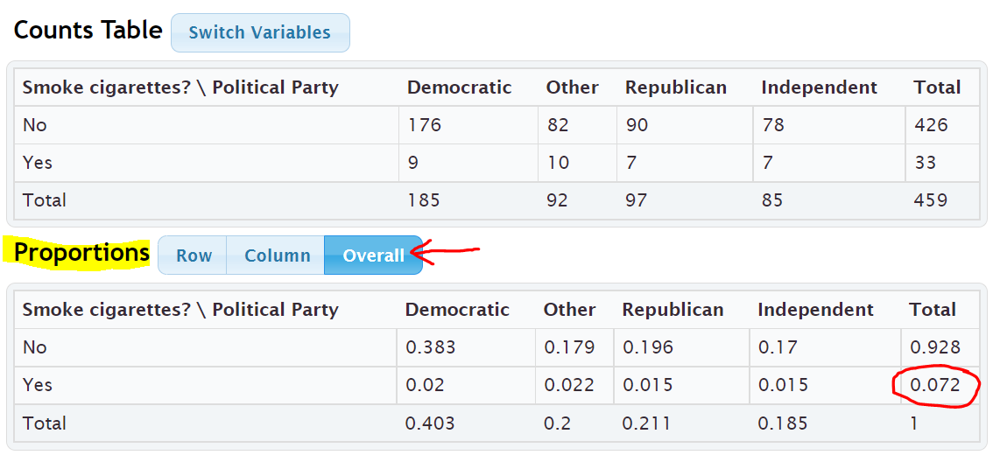 Counts Table Switch Variables
Smoke cigarettes? \ Political Party Democratic Other Republican Independent Total
No 176 82 90 78 426
Yes 9 10 7 7 33
Total 185 92 97 85 459
Proportions Row Column Overall
Smoke cigarettes? \ Political Party Democratic Other Republican Independent Total
No 0.383 0.179 0.196 0.17 0.928
Yes 0.02 0.022 0.015 0.015 0.072
Total 0.403 0.2 0.211 0.185 1